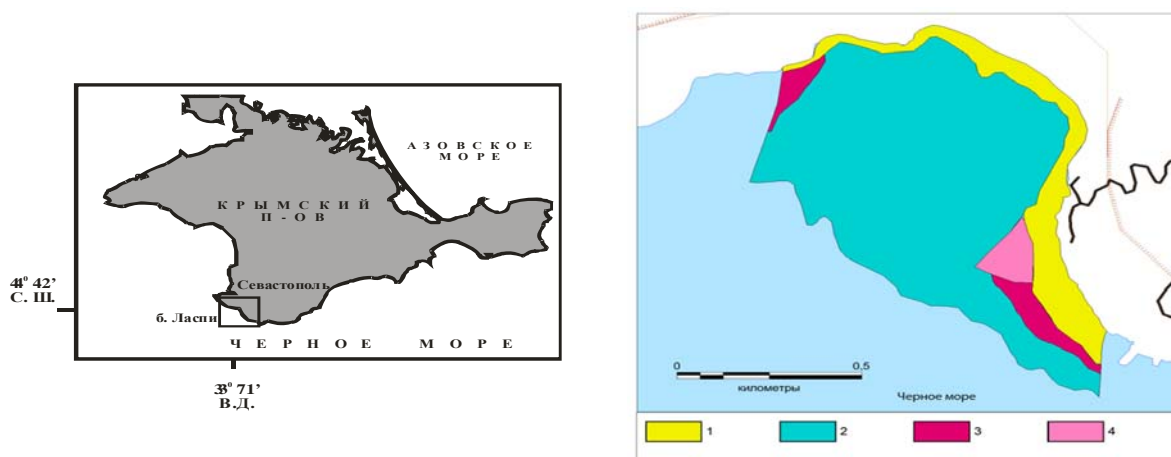 АЗОВСКОЕ
МОРЕ
КРЫМСКИЙ
П-ОВ
Севастополь
44° 42'
С. Ш.
б. Ласпи
ЧЕРНОЕ МОРЕ
33° 71'
В.Д.
0 0,5
километры
Черное море
1 2 3 4